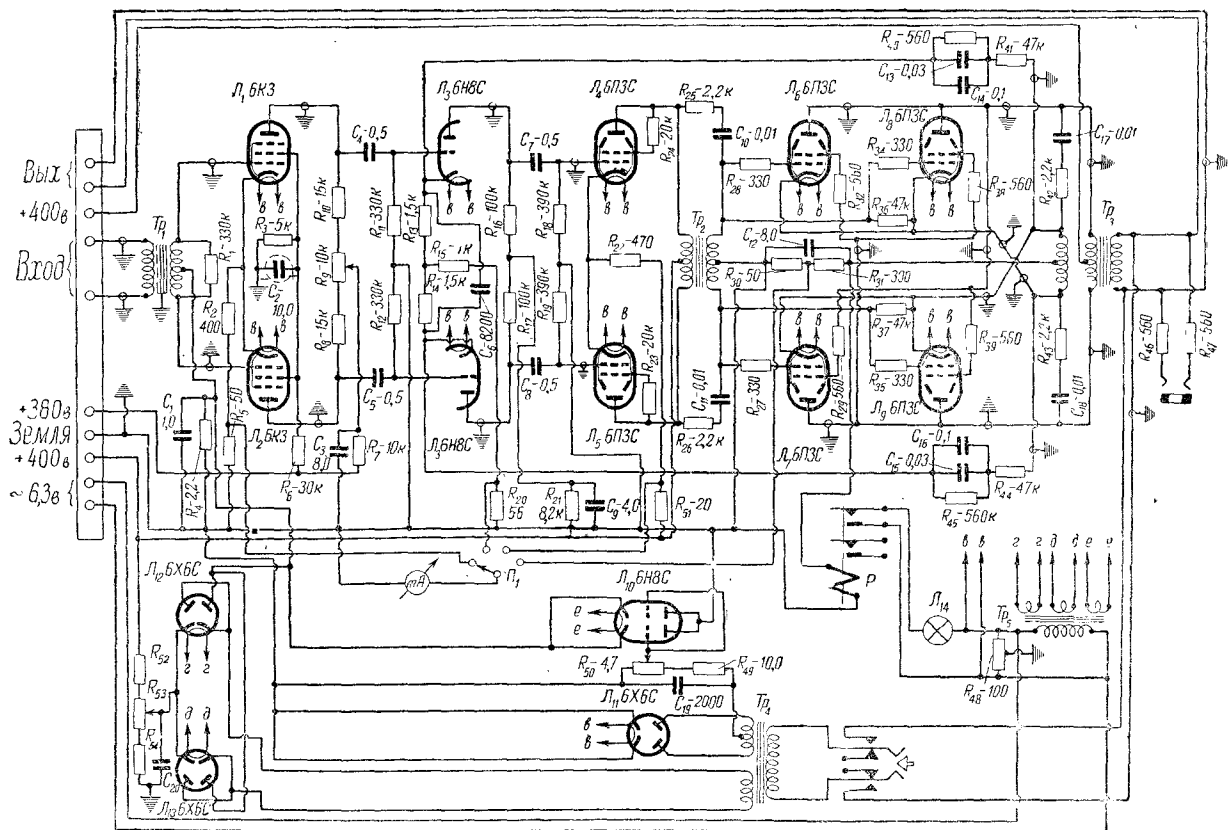 R₄₀-560
R₄₁-47к
C₁₃-0,03
C₁₄-0,1
Л₁ 6К3
Л₃ 6Н8С
Л₄ 6П3С
R₂₅-2,2к
Л₆ 6П3С
Л₈ 6П3С
C₄-0,5
C₇-0,5
R₂₄-20к
C₁₀-0,01
C₁₇-0,01
Вых
+400в
Вход
Тр₁
R₁-330к
R₃-5к
R₁₀-15к
R₁₁-330к
R₁₃-1,5к
R₁₆-100к
R₁₈-390к
R₂₈-330
R₃₂-560
R₃₄-330
R₃₆-47к
R₃₈-560
Тр₃
в в
C₂
10,0
R₉-10к
R₁₅-1к
R₁₄-1,5к
Тр₂
C₁₂-8,0
R₃₀-50
R₃₁-330
R₂
400
R₈-15к
R₁₂-330к
C₆-8200
R₁₇-100к
R₁₉-390к
R₂₃-20к
C₁₁-0,01
R₃₇-47к
R₃₉-560
R₄₃-2,2к
R₄₆-560
R₄₇-560
R₅-50
C₅-0,5
C₈-0,5
R₂₇-330
R₂₉-560
R₃₅-330
C₁₈-0,01
+380в
Земля
+400в
~6,3в
C₁
1,0
R₄-2,2
Л₂ 6К3
C₃
8,0
R₇-10к
R₆-30к
Л₃ 6Н8С
Л₅ 6П3С
R₂₆-2,2к
Л₇ 6П3С
Л₉ 6П3С
C₁₆-0,1
C₁₅-0,03
R₄₄-47к
R₄₅-560к
R₂₀
56
R₂₁
8,2к
C₉-4,0
R₅₁-20
mA
П₁
P
Л₁₂ 6Х6С
Л₁₀ 6Н8С
е
е
Л₁₄
Тр₅
в в г г д д е е
г г
R₅₂
R₅₃
R₅₄
C₂₀
д д
Л₁₃ 6Х6С
R₅₀-4,7
R₄₉-10,0
C₁₉-2000
Л₁₁ 6Х6С
в
в
Тр₄
R₄₈-100